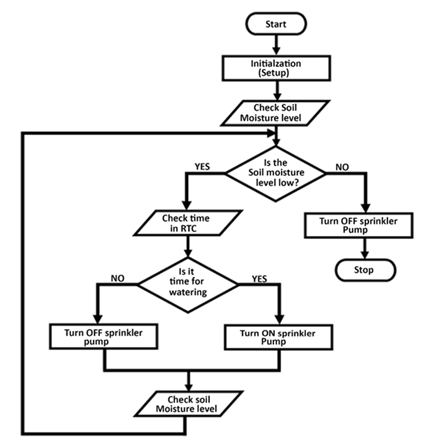 Start
Initialzation
(Setup)
Check Soil
Moisture level
Is the
Soil moisture
level low?
YES
NO
Check time
in RTC
Turn OFF sprinkler
Pump
Stop
Is it
time for
watering
NO
YES
Turn OFF sprinkler
pump
Turn ON sprinkler
Pump
Check soil
Moisture level